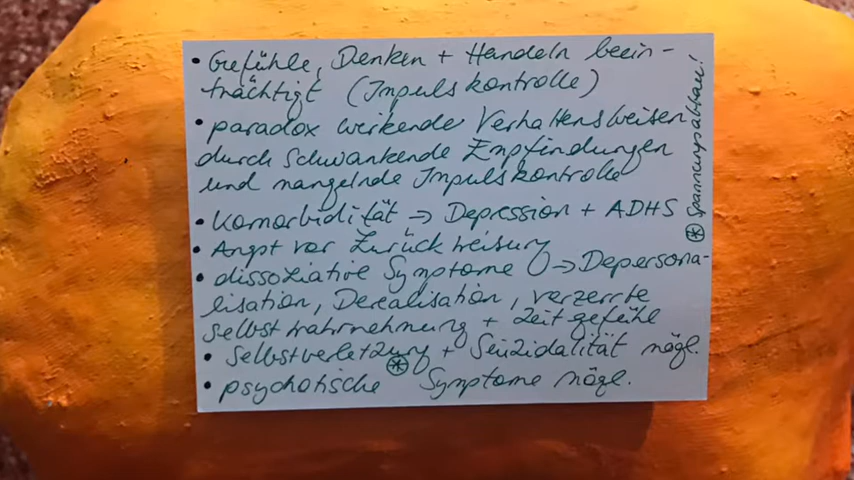 • Gefühle, Denken + Handeln beein-
trächtigt (Impulskontrolle)
• paradox wirkende Verhaltensweisen
durch schwankende Empfindungen
und mangelnde Impulskontrolle
• Komorbidität → Depression + ADHS
• Angst vor Zurückweisung
• dissoziative Symptome → Depersona-
lisation, Derealisation, verzerrte
Selbstwahrnehmung + Zeitgefühl
• Selbstverletzung ⊛ + Suizidalität mögl.
• psychotische Symptome mögl.
⊛ Spannungsabbau!